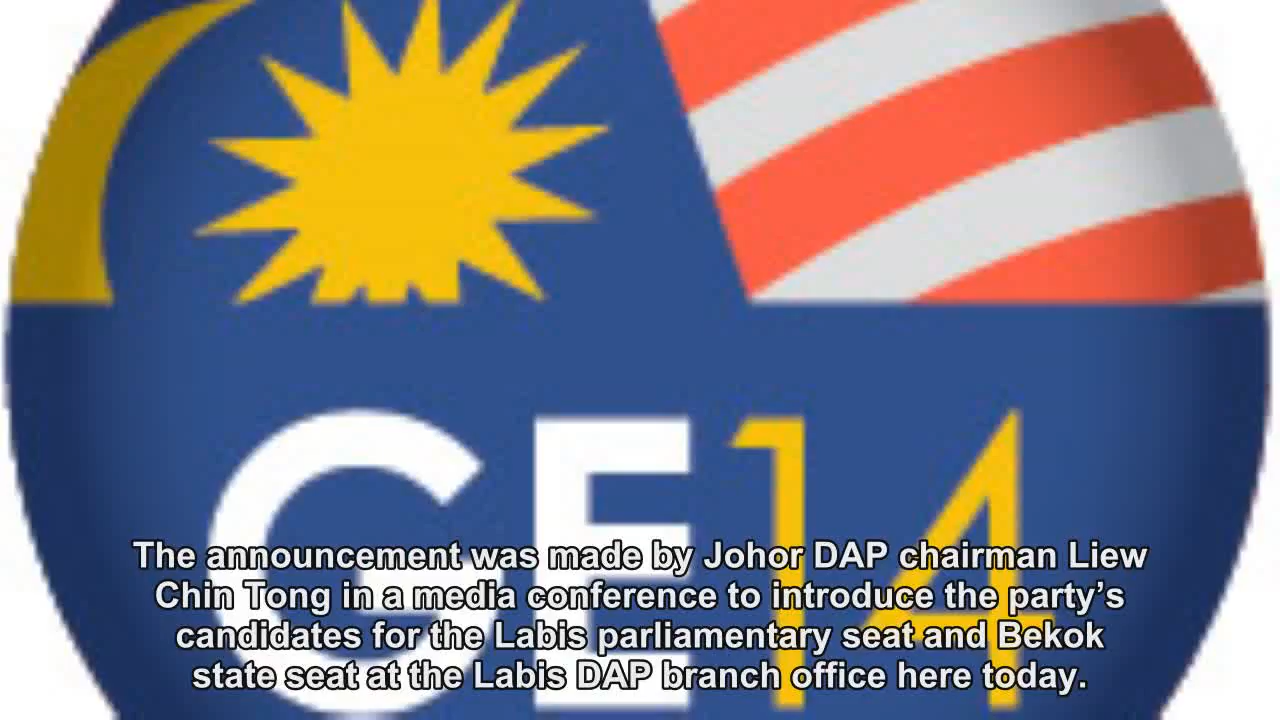 GE14
The announcement was made by Johor DAP chairman Liew
Chin Tong in a media conference to introduce the party’s
candidates for the Labis parliamentary seat and Bekok
state seat at the Labis DAP branch office here today.